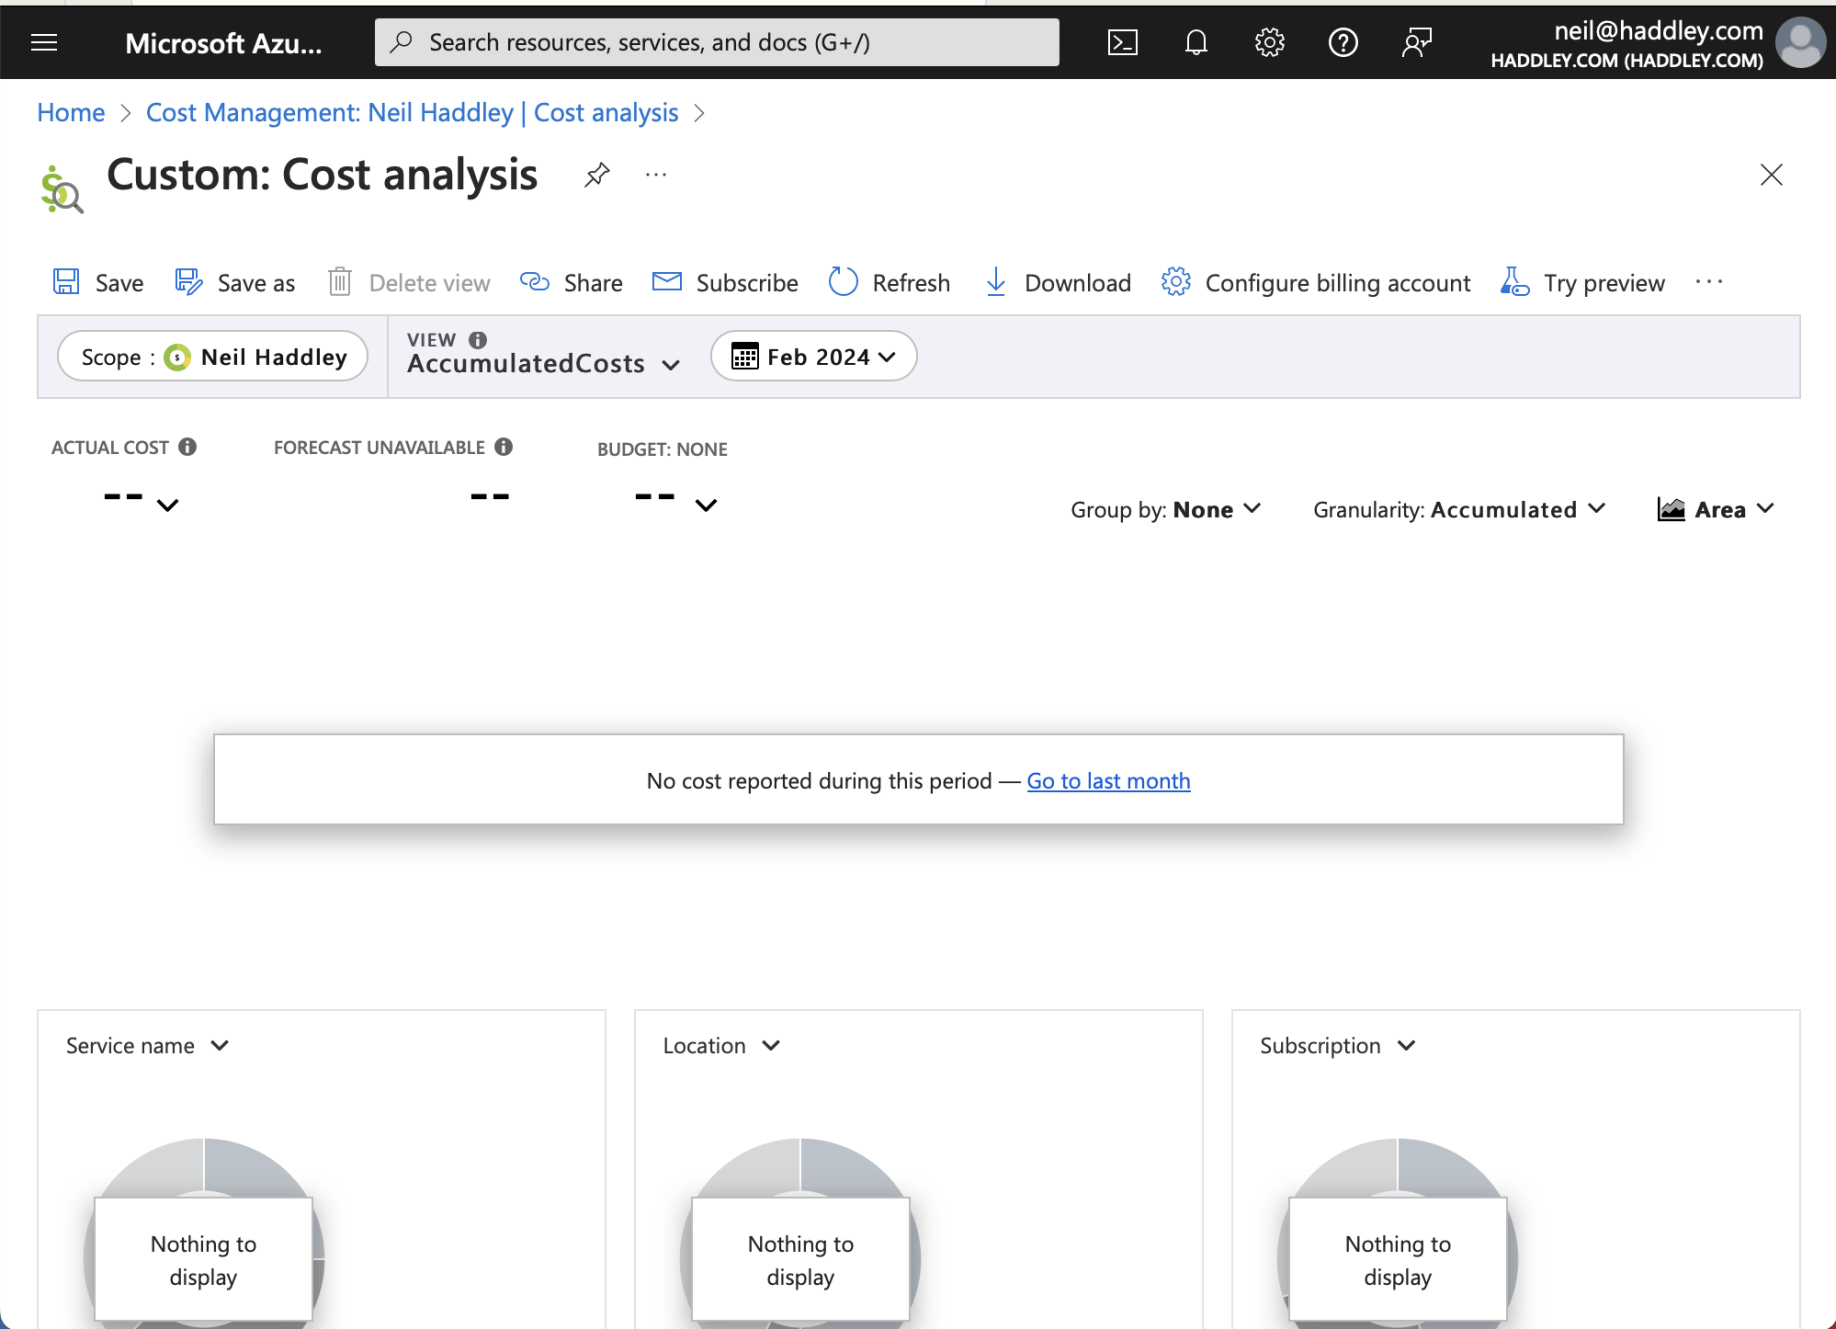 Microsoft Azu...
Search resources, services, and docs (G+/)
neil@haddley.com
HADDLEY.COM (HADDLEY.COM)
Home > Cost Management: Neil Haddley | Cost analysis >
Custom: Cost analysis
Save
Save as
Delete view
Share
Subscribe
Refresh
Download
Configure billing account
Try preview
Scope : Neil Haddley
VIEW
AccumulatedCosts
Feb 2024
ACTUAL COST
--
FORECAST UNAVAILABLE
--
BUDGET: NONE
--
Group by: None
Granularity: Accumulated
Area
No cost reported during this period — Go to last month
Service name
Nothing to
display
Location
Nothing to
display
Subscription
Nothing to
display